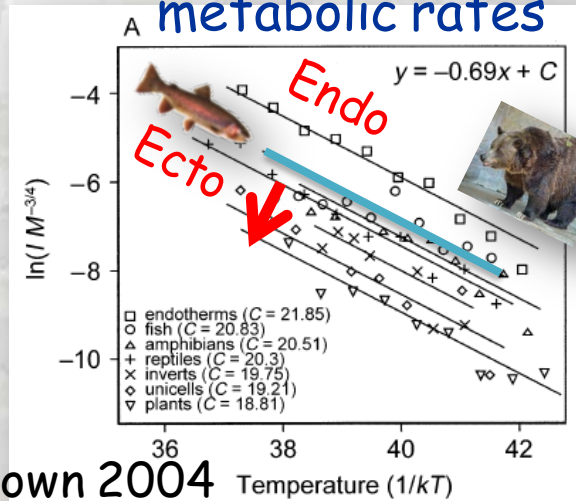 metabolic rates
A
y = –0.69x + C
Endo
Ecto
ln(I M–3/4)
–4
–6
–8
–10
endotherms (C = 21.85)
fish (C = 20.83)
amphibians (C = 20.51)
reptiles (C = 20.3)
inverts (C = 19.75)
unicells (C = 19.21)
plants (C = 18.81)
36 38 40 42
own 2004 Temperature (1/kT)